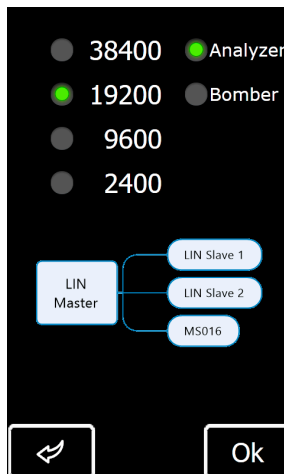 38400 Analyzer
19200 Bomber
9600
2400
LIN Slave 1
LIN
Master
LIN Slave 2
MS016
Ok